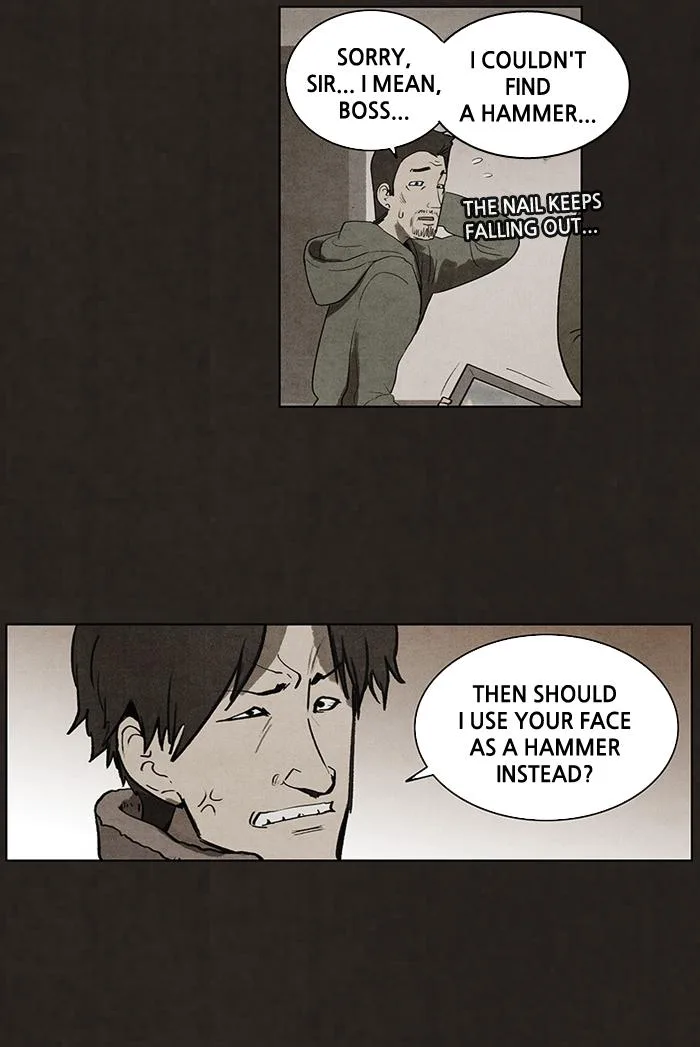 SORRY,
SIR... I MEAN,
BOSS...
I COULDN'T
FIND
A HAMMER...
THE NAIL KEEPS
FALLING OUT...
THEN SHOULD
I USE YOUR FACE
AS A HAMMER
INSTEAD?